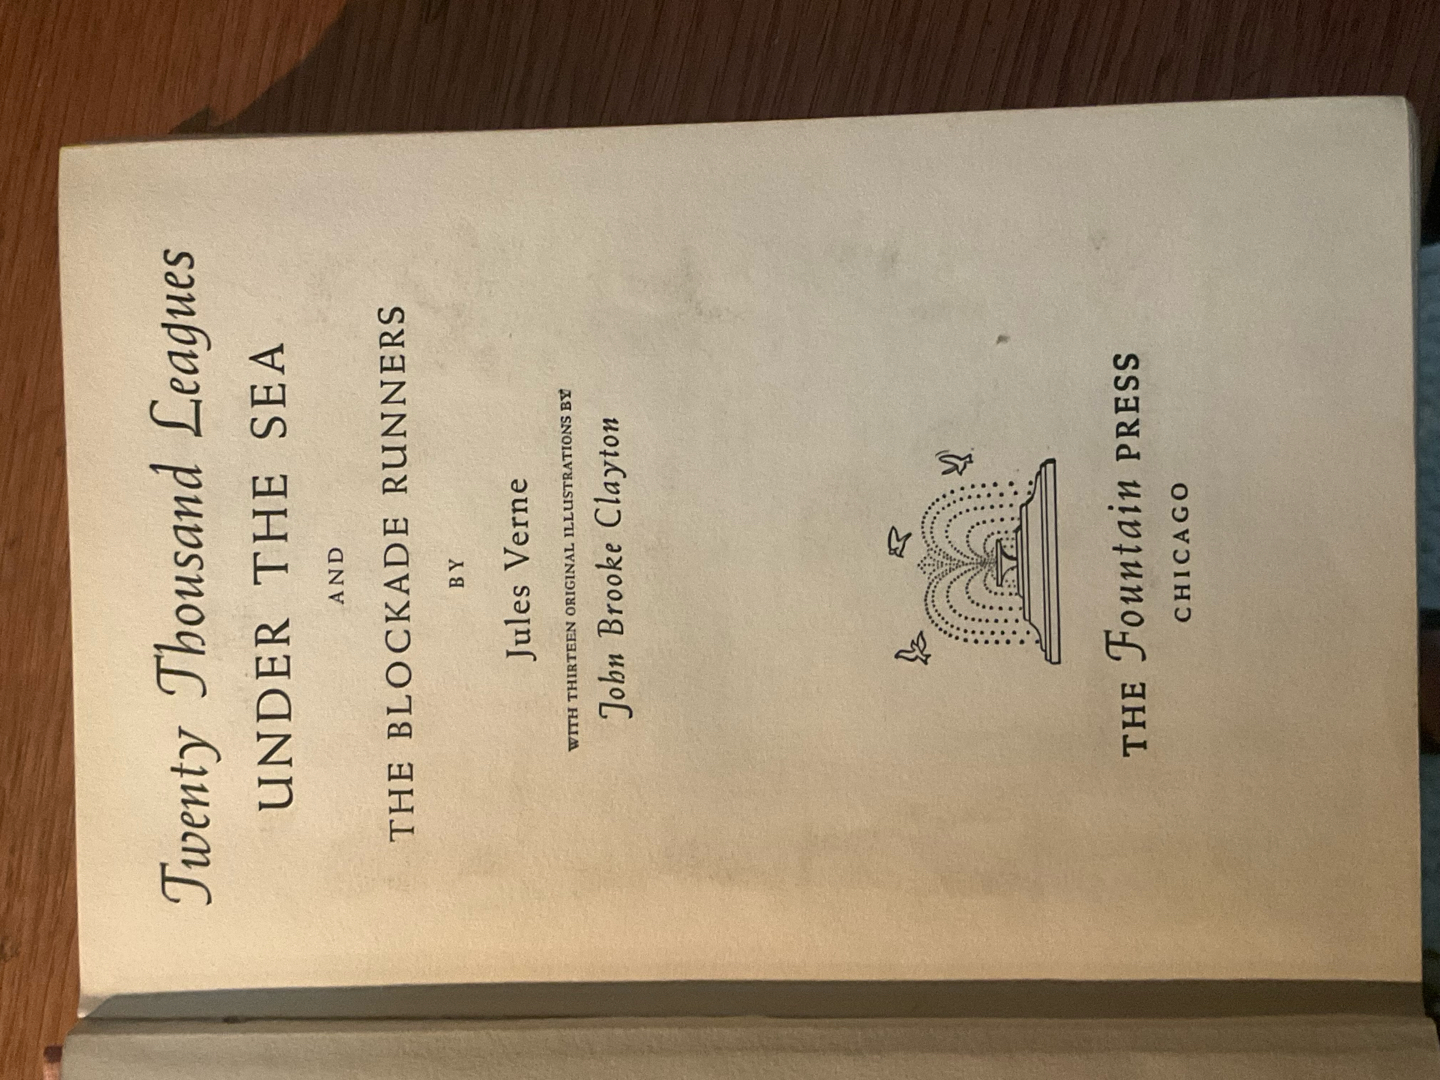 Twenty Thousand Leagues
UNDER THE SEA
AND
THE BLOCKADE RUNNERS
BY
Jules Verne
WITH THIRTEEN ORIGINAL ILLUSTRATIONS BY
John Brooke Clayton
THE Fountain PRESS
CHICAGO